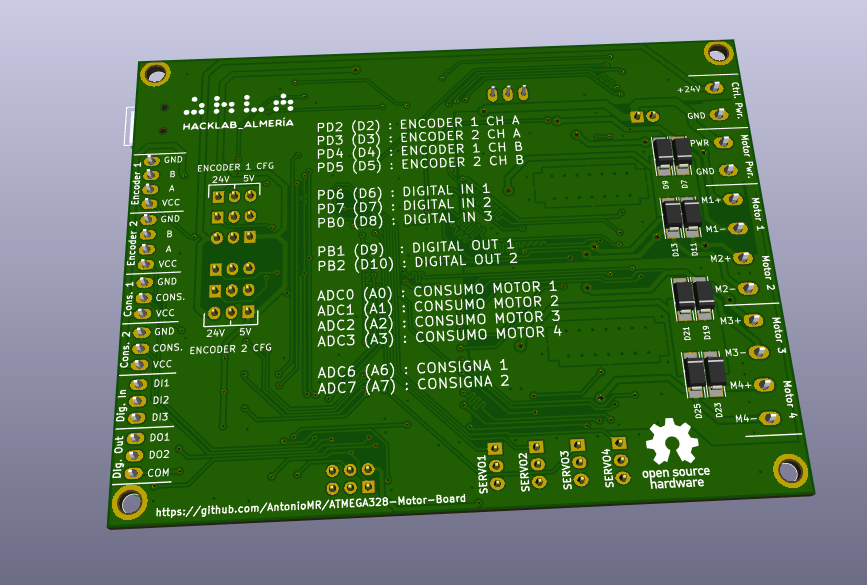 HACKLAB_ALMERÍA
PD2 (D2) : ENCODER 1 CH A
PD3 (D3) : ENCODER 2 CH A
PD4 (D4) : ENCODER 1 CH B
PD5 (D5) : ENCODER 2 CH B
PD6 (D6) : DIGITAL IN 1
PD7 (D7) : DIGITAL IN 2
PB0 (D8) : DIGITAL IN 3
PB1 (D9) : DIGITAL OUT 1
PB2 (D10) : DIGITAL OUT 2
ADC0 (A0) : CONSUMO MOTOR 1
ADC1 (A1) : CONSUMO MOTOR 2
ADC2 (A2) : CONSUMO MOTOR 3
ADC3 (A3) : CONSUMO MOTOR 4
ADC6 (A6) : CONSIGNA 1
ADC7 (A7) : CONSIGNA 2
Encoder 1
GND
B
A
VCC
Encoder 2
GND
B
A
VCC
Cons. 1
GND
CONS.
VCC
Cons. 2
GND
CONS.
VCC
Dig. In
DI1
DI2
DI3
Dig. Out
DO1
DO2
COM
ENCODER 1 CFG
24V 5V
24V 5V
ENCODER 2 CFG
Ctrl. Pwr.
+24V
GND
Motor Pwr.
PWR
GND
Motor 1
M1+
M1-
Motor 2
M2+
M2-
Motor 3
M3+
M3-
Motor 4
M4+
M4-
D9 D7
D13 D11
D21 D19
D25 D23
SERVO1
SERVO2
SERVO3
SERVO4
open source
hardware
https://github.com/AntonioMR/ATMEGA328-Motor-Board